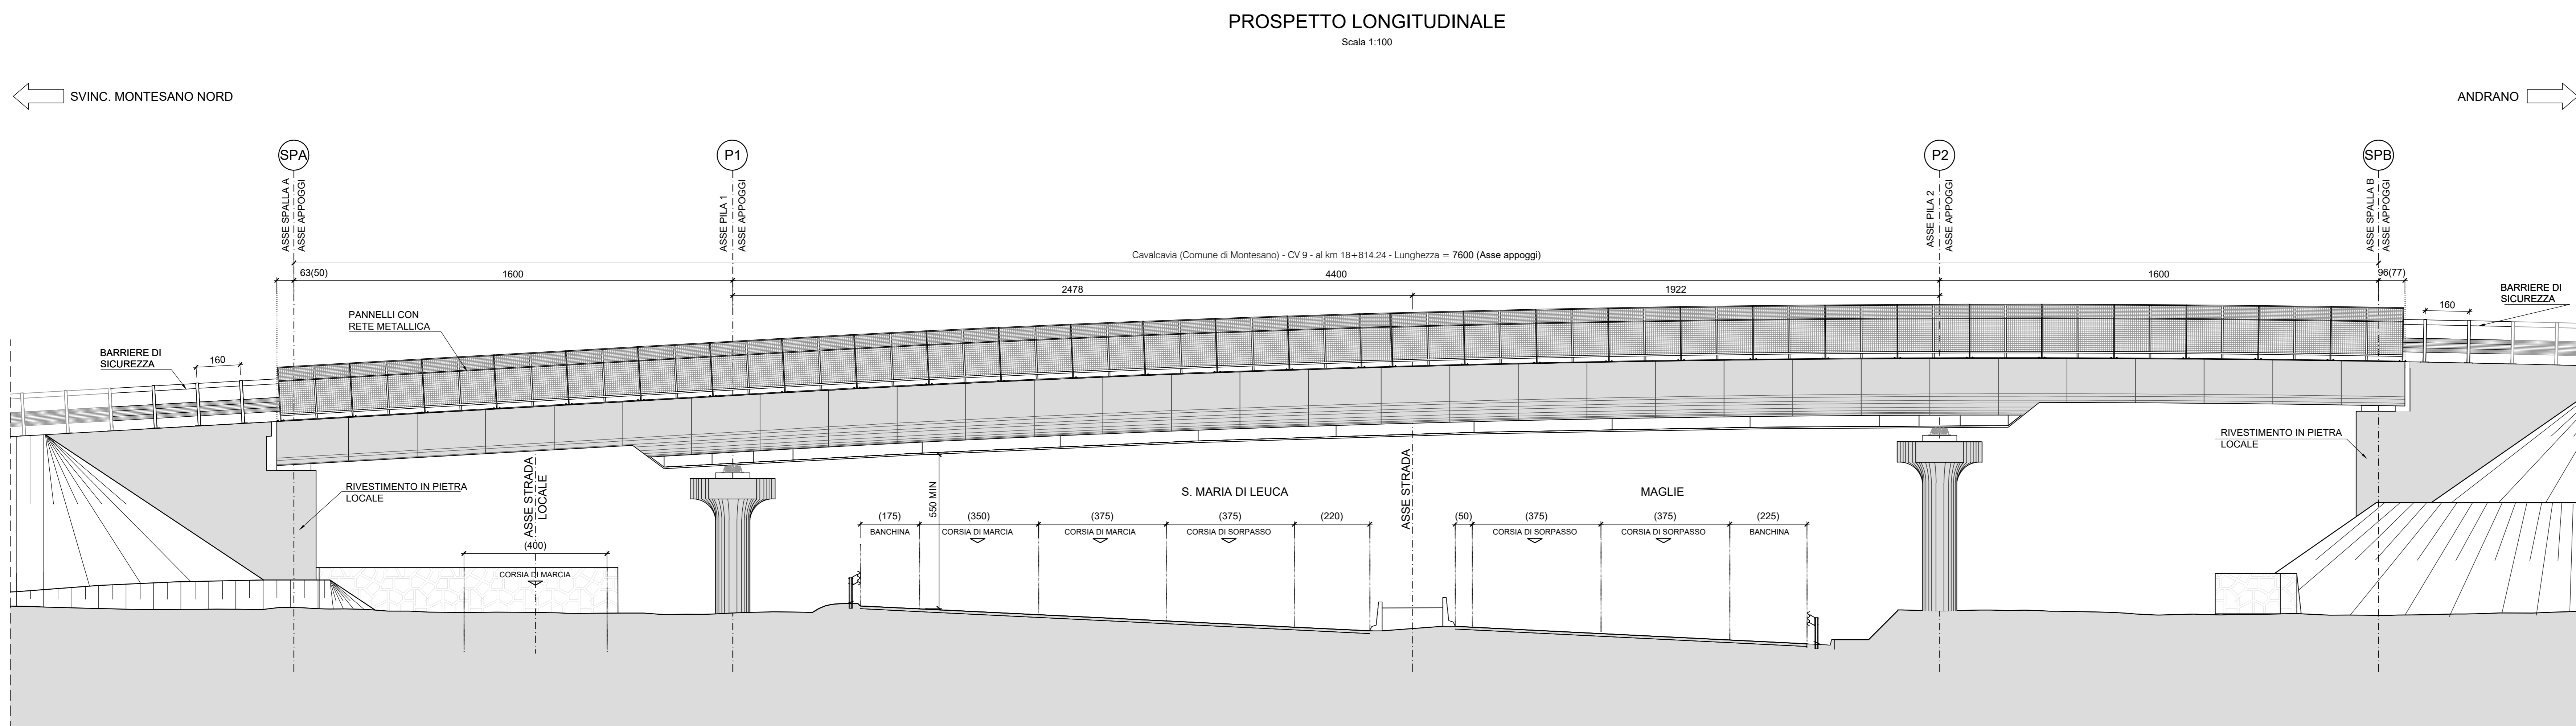 PROSPETTO LONGITUDINALE
Scala 1:100
SVINC. MONTESANO NORD
ANDRANO
SPA
P1
P2
SPB
ASSE SPALLA A
ASSE APPOGGI
ASSE PILA 1
ASSE APPOGGI
ASSE PILA 2
ASSE APPOGGI
ASSE SPALLA B
ASSE APPOGGI
Cavalcavia (Comune di Montesano) - CV 9 - al km 18+814.24 - Lunghezza = 7600 (Asse appoggi)
63(50)
1600
4400
1600
96(77)
2478
1922
BARRIERE DI
SICUREZZA
160
PANNELLI CON
RETE METALLICA
BARRIERE DI
SICUREZZA
160
RIVESTIMENTO IN PIETRA
LOCALE
RIVESTIMENTO IN PIETRA
LOCALE
ASSE STRADA
LOCALE
(400)
CORSIA DI MARCIA
550 MIN
S. MARIA DI LEUCA
ASSE STRADA
MAGLIE
(175)
(350)
(375)
(375)
(220)
(50)
(375)
(375)
(225)
BANCHINA
CORSIA DI MARCIA
CORSIA DI MARCIA
CORSIA DI SORPASSO
CORSIA DI SORPASSO
CORSIA DI SORPASSO
BANCHINA